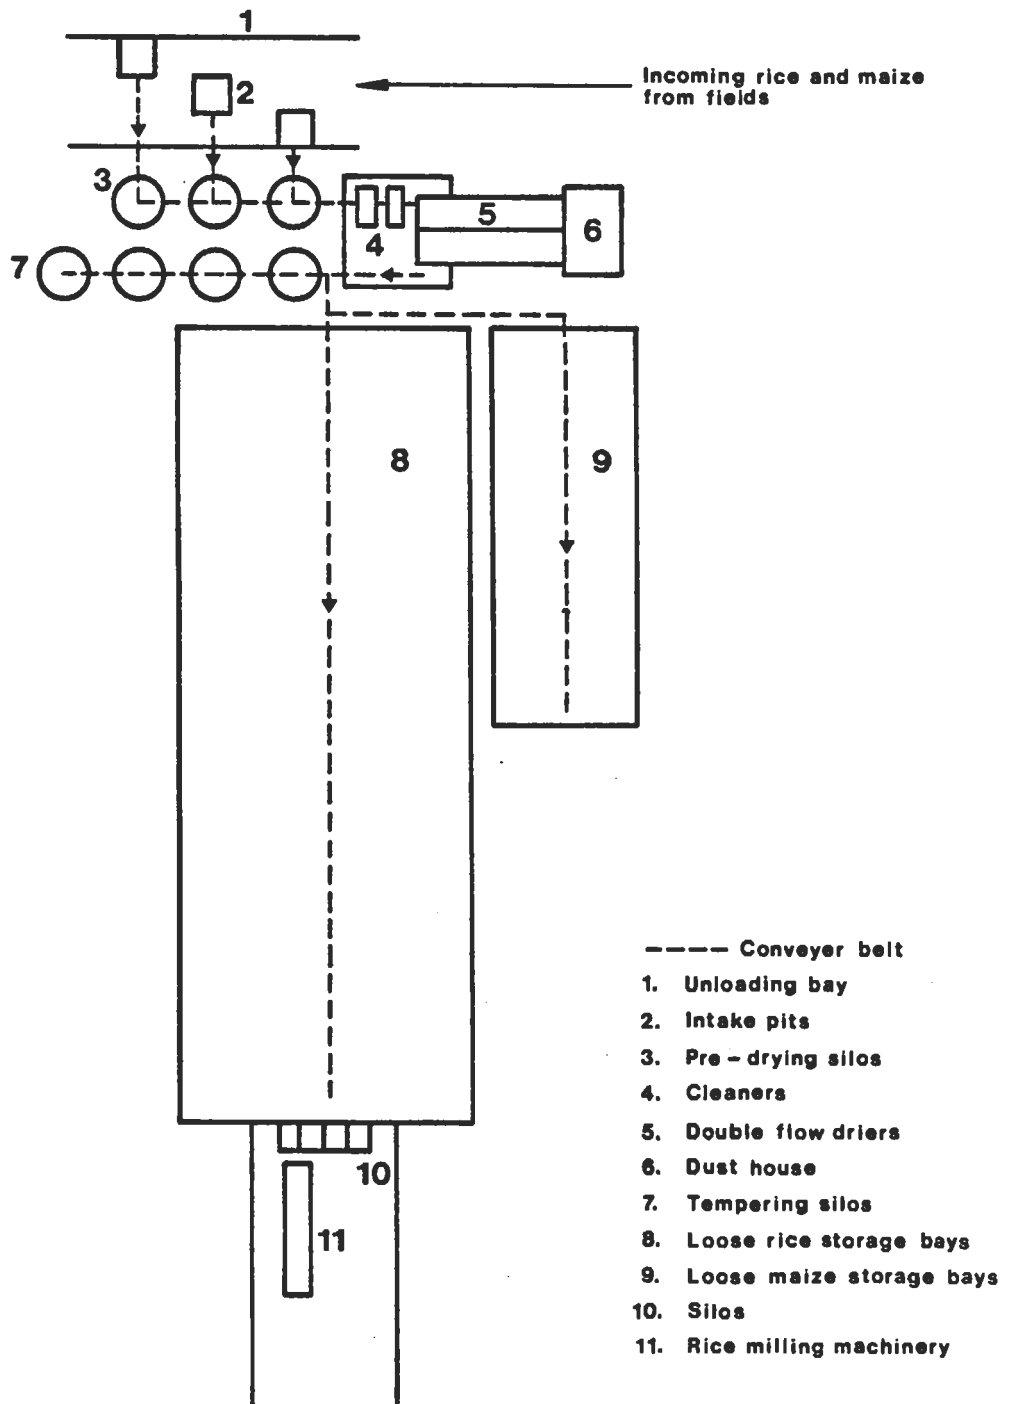 1
Incoming rice and maize
from fields
2
3
4
5
6
7
8
9
10
11
---- Conveyer belt
1. Unloading bay
2. Intake pits
3. Pre - drying silos
4. Cleaners
5. Double flow driers
6. Dust house
7. Tempering silos
8. Loose rice storage bays
9. Loose maize storage bays
10. Silos
11. Rice milling machinery